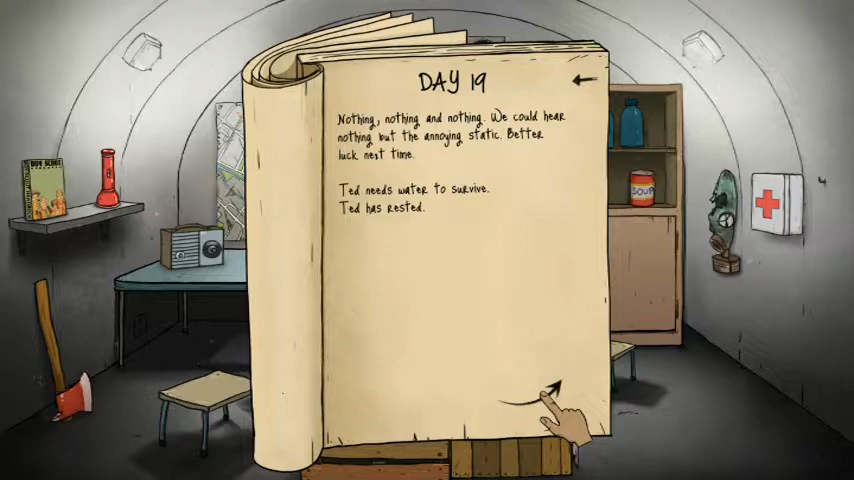 DAY 19
Nothing, nothing and nothing. We could hear
nothing but the annoying static. Better
luck next time.
Ted needs water to survive.
Ted has rested.
BOY SCOUT
SOUP